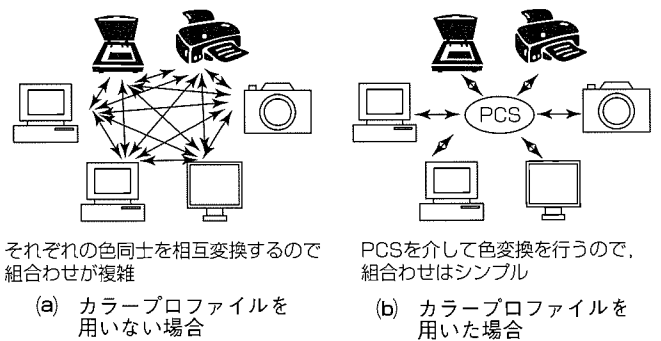 PCS
それぞれの色同士を相互変換するので
組合わせが複雑
(a) カラープロファイルを
用いない場合
PCSを介して色変換を行うので,
組合わせはシンプル
(b) カラープロファイルを
用いた場合